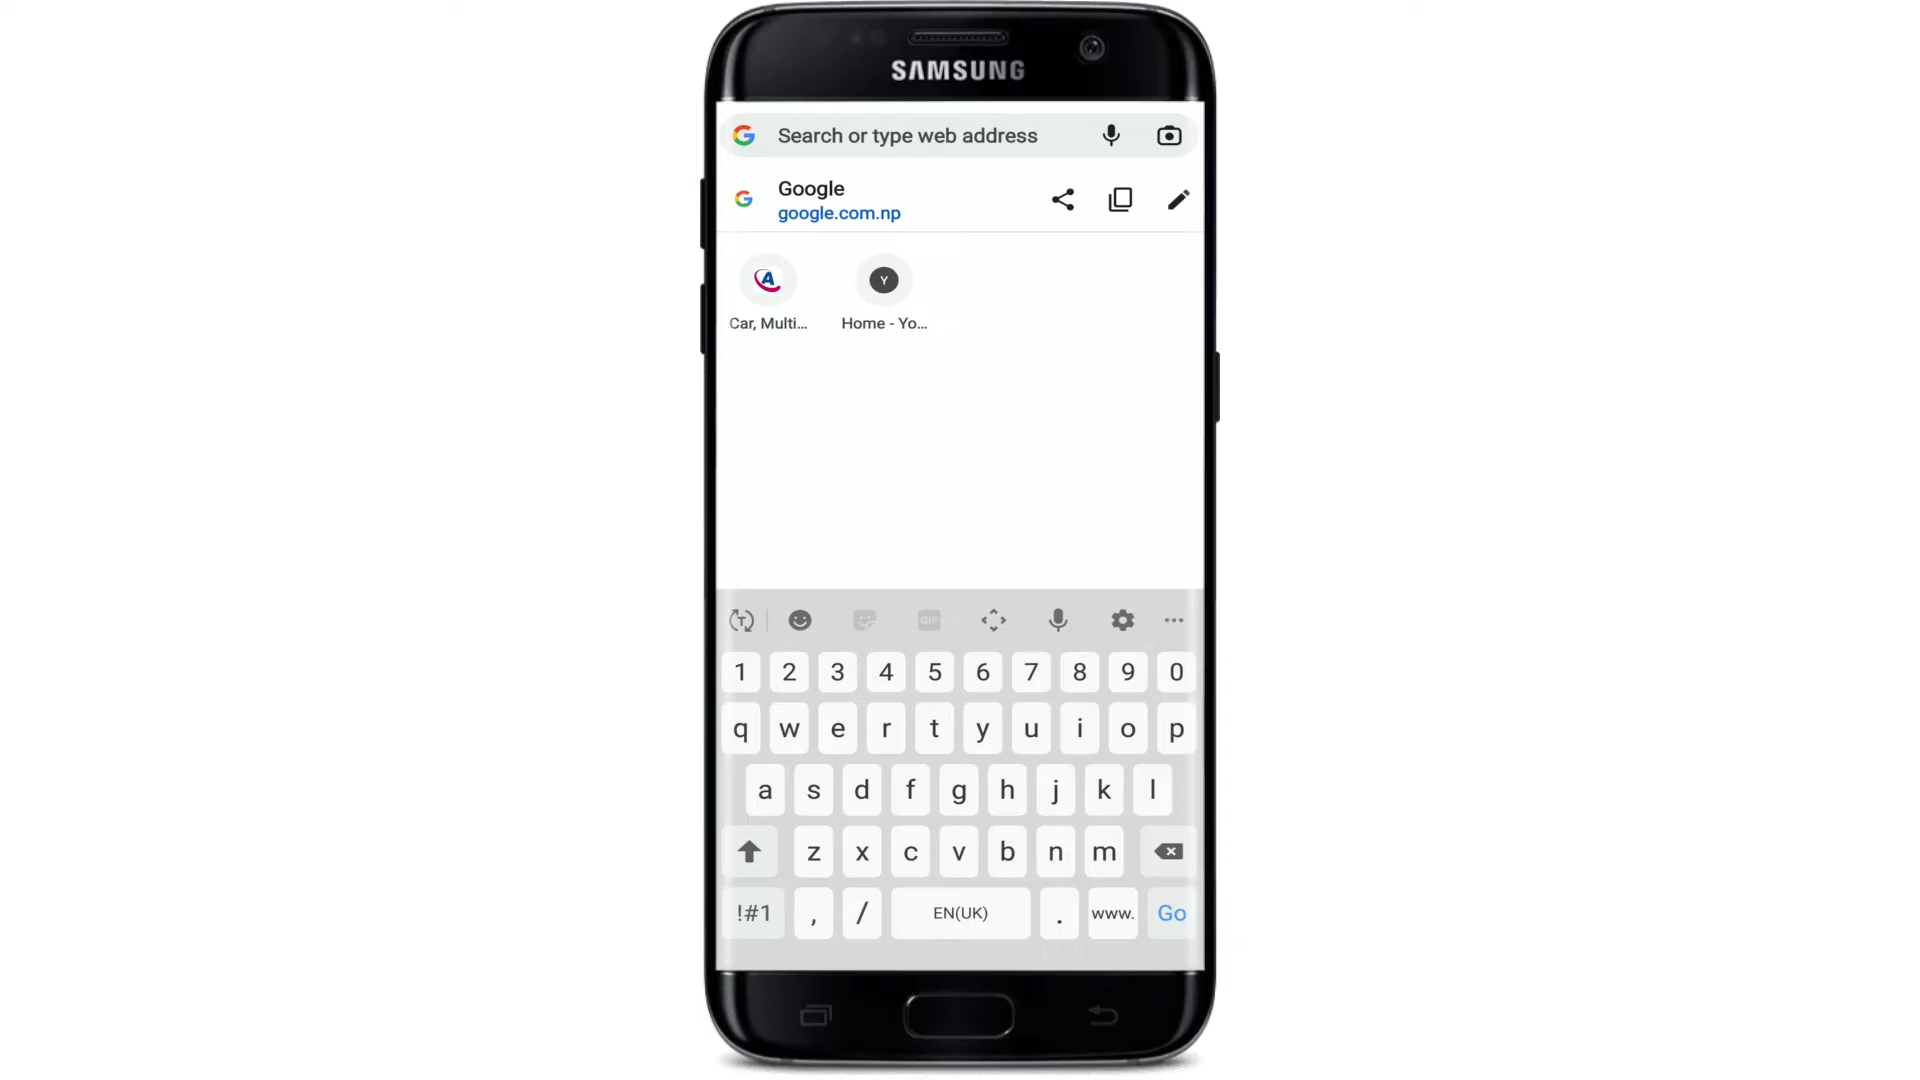 SAMSUNG
Search or type web address
Google
google.com.np
A
Y
Car, Multi...
Home - Yo...
T
GIF
1 2 3 4 5 6 7 8 9 0
q w e r t y u i o p
a s d f g h j k l
z x c v b n m
!#1 , / EN(UK) . www. Go